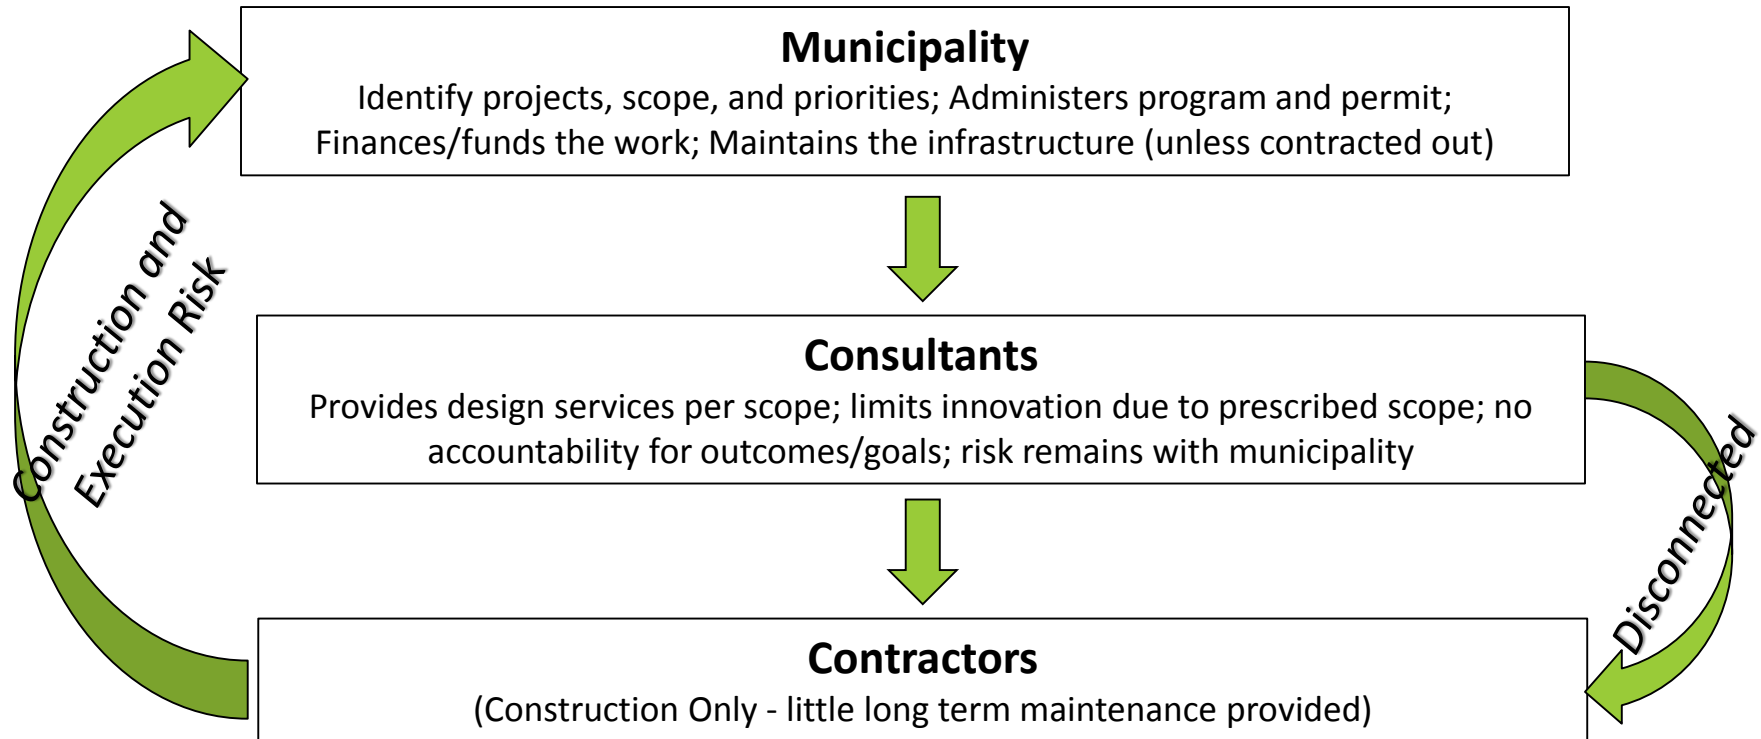 Municipality
Identify projects, scope, and priorities; Administers program and permit;
Finances/funds the work; Maintains the infrastructure (unless contracted out)
Construction and
Execution Risk
Consultants
Provides design services per scope; limits innovation due to prescribed scope; no
accountability for outcomes/goals; risk remains with municipality
Disconnected
Contractors
(Construction Only - little long term maintenance provided)